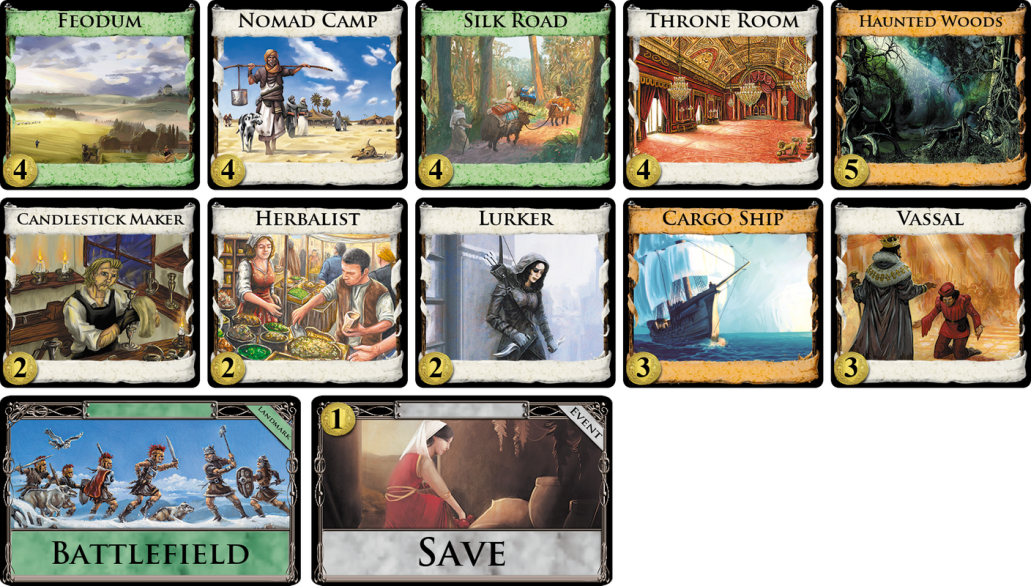 FEODUM
4
NOMAD CAMP
4
SILK ROAD
4
THRONE ROOM
4
HAUNTED WOODS
5
CANDLESTICK MAKER
2
HERBALIST
2
LURKER
2
CARGO SHIP
3
VASSAL
3
LANDMARK
BATTLEFIELD
1
EVENT
SAVE